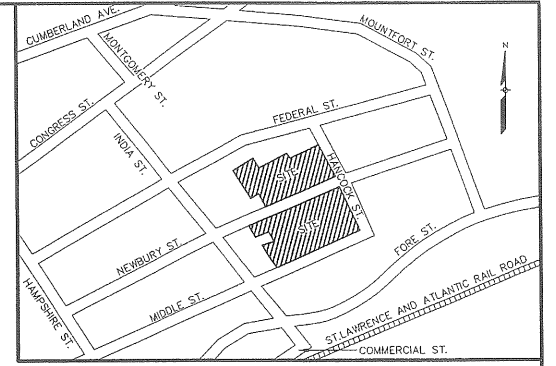 CUMBERLAND AVE.
MONTGOMERY ST.
MOUNTFORT ST.
N
CONGRESS ST.
INDIA ST.
FEDERAL ST.
SITE
HANCOCK ST.
SITE
NEWBURY ST.
FORE ST.
HAMPSHIRE ST.
MIDDLE ST.
ST.LAWRENCE AND ATLANTIC RAIL ROAD
COMMERCIAL ST.